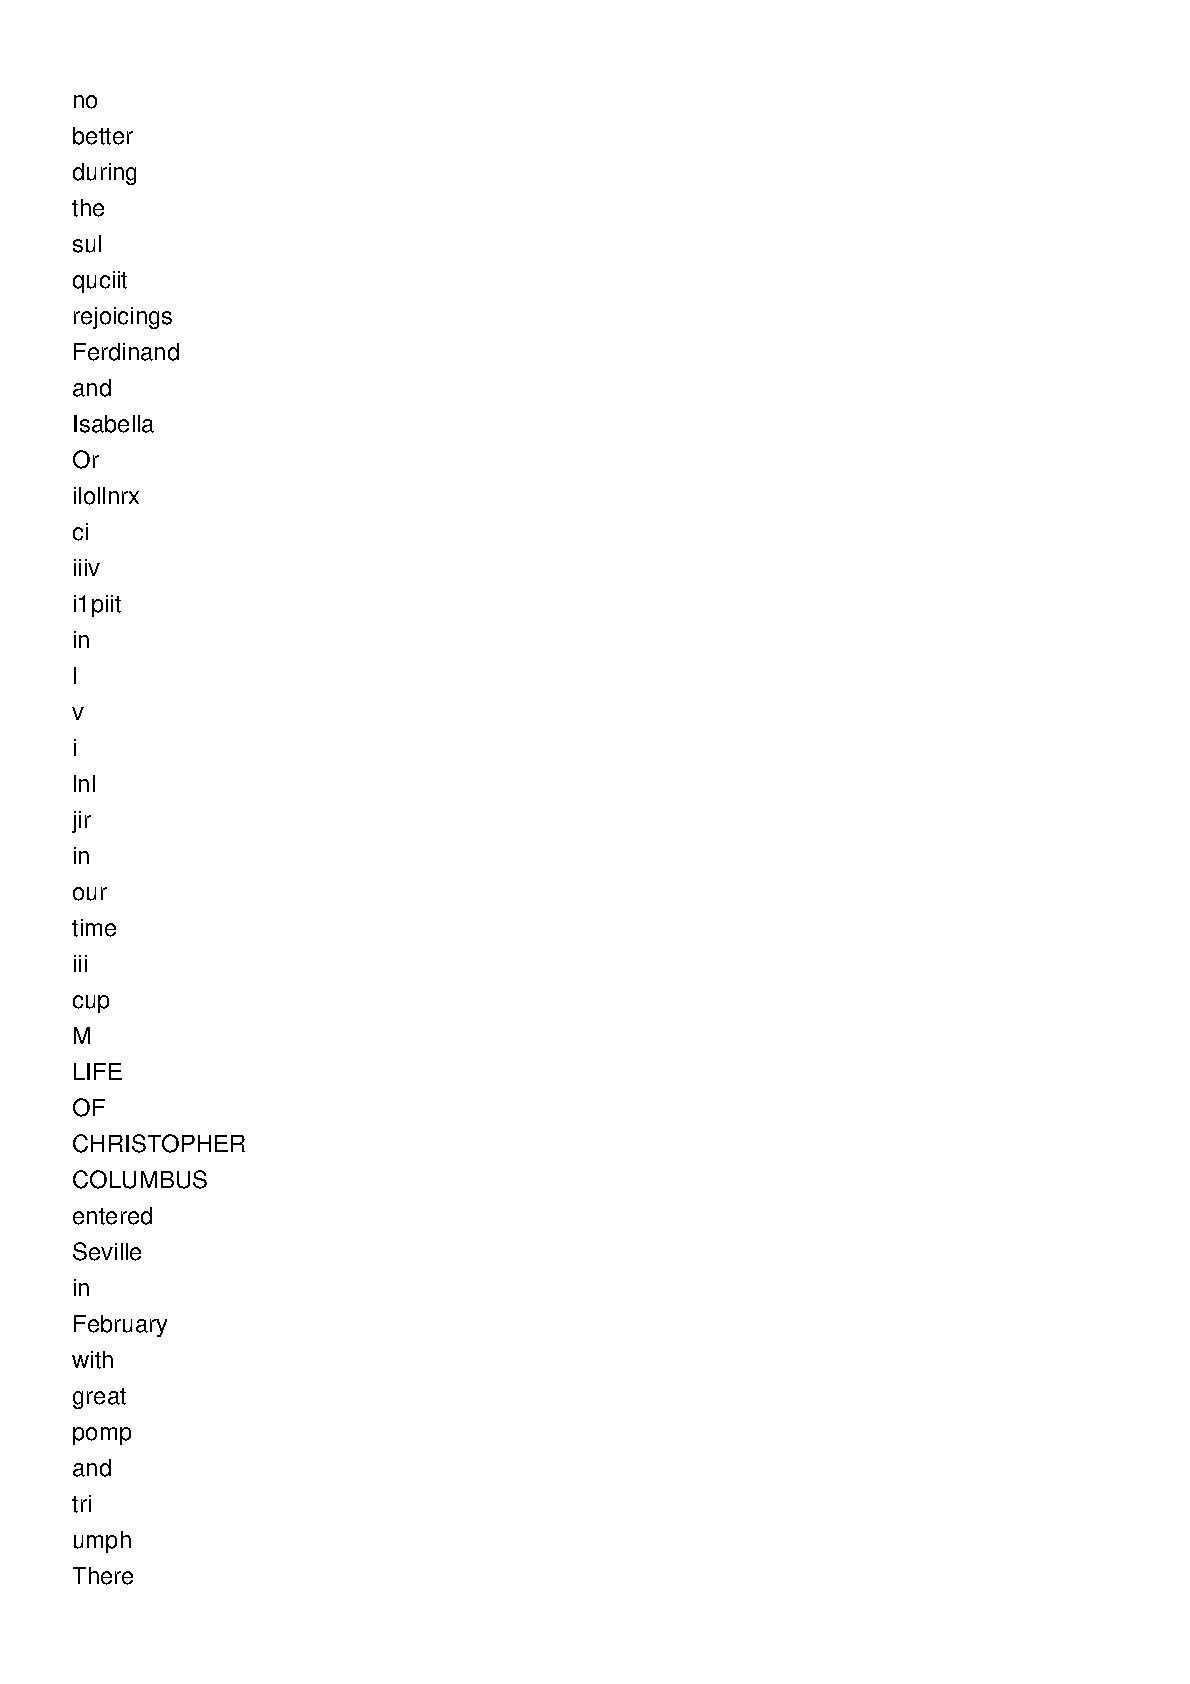 no
better
during
the
sul
quciit
rejoicings
Ferdinand
and
Isabella
Or
ilollnrx
ci
iiiv
i1piit
in
I
v
i
lnl
jir
in
our
time
iii
cup
M
LIFE
OF
CHRISTOPHER
COLUMBUS
entered
Seville
in
February
with
great
pomp
and
tri
umph
There